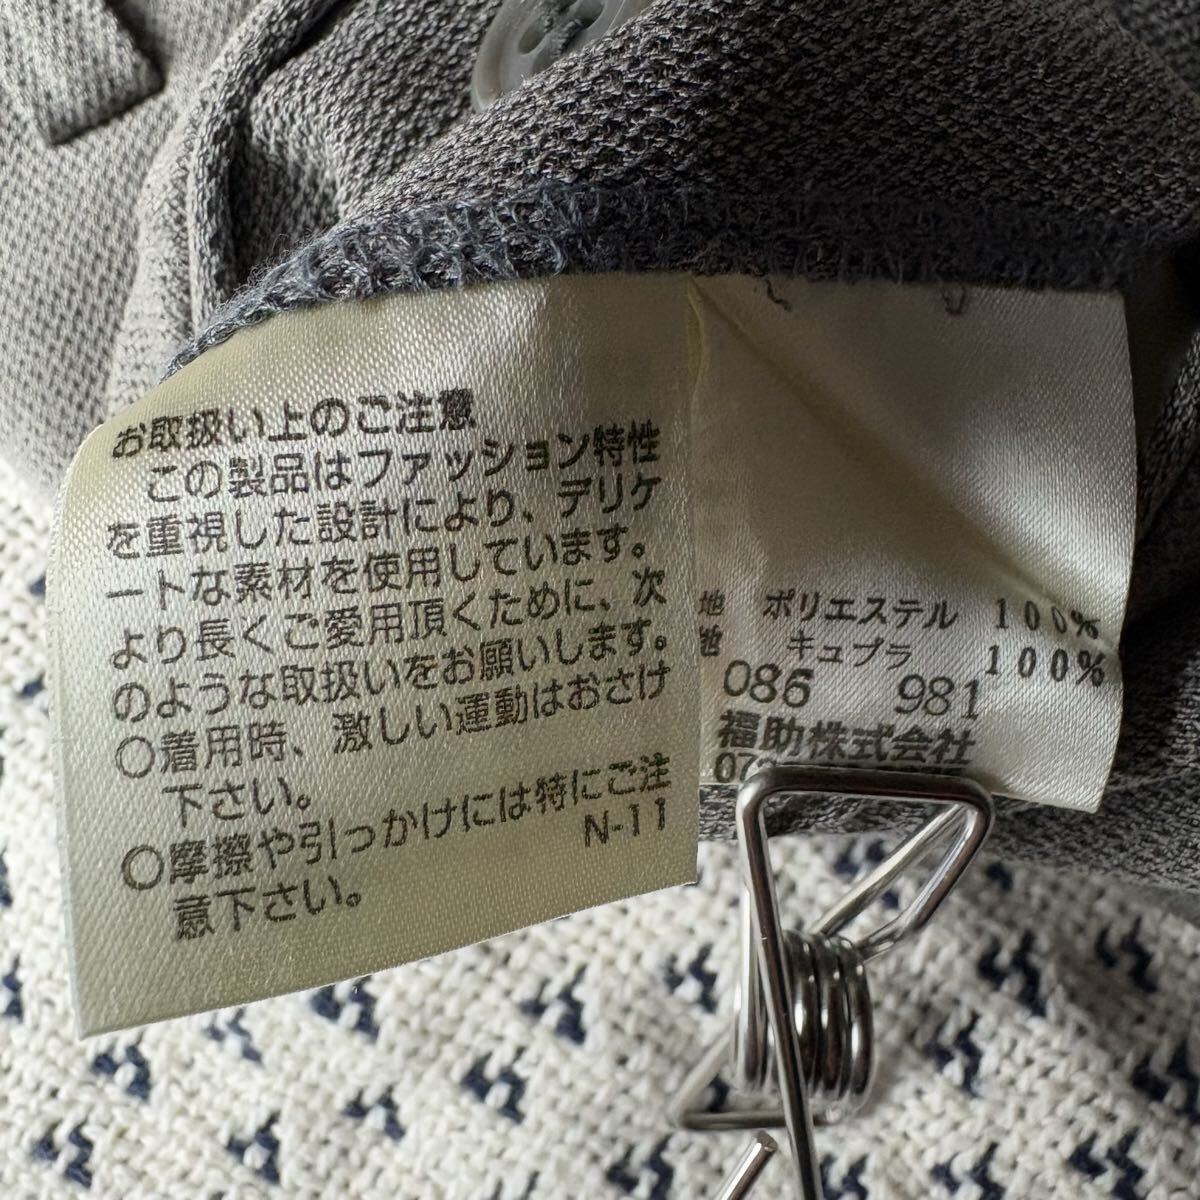 お取扱い上のご注意
この製品はファッション特性
を重視した設計により、デリケ
ートな素材を使用しています。
より長くご愛用頂くために、次
のような取扱いをお願いします。
○着用時、激しい運動はおさけ
下さい。
○摩擦や引っかけには特にご注
意下さい。
N-11
地 ポリエステル 100%
地 キュプラ 100%
086 981
福助株式会社